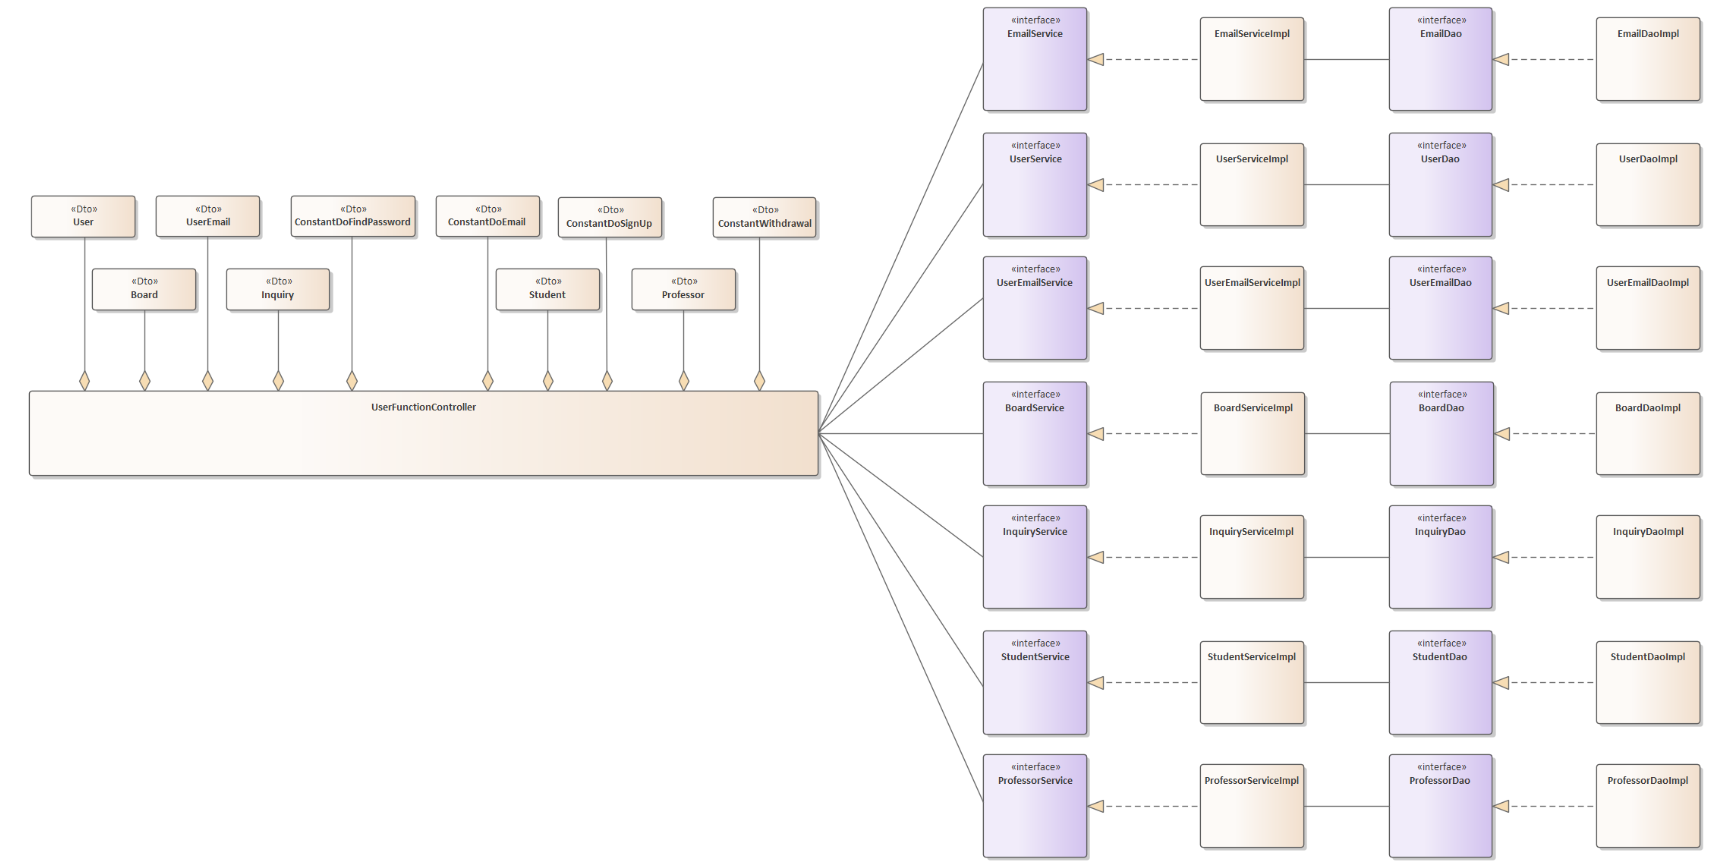 «interface»
EmailService
EmailServiceImpl
«interface»
EmailDao
EmailDaoImpl
«interface»
UserService
UserServiceImpl
«interface»
UserDao
UserDaoImpl
«Dto»
User
«Dto»
UserEmail
«Dto»
ConstantDoFindPassword
«Dto»
ConstantDoEmail
«Dto»
ConstantDoSignUp
«Dto»
ConstantWithdrawal
«Dto»
Board
«Dto»
Inquiry
«Dto»
Student
«Dto»
Professor
«interface»
UserEmailService
UserEmailServiceImpl
«interface»
UserEmailDao
UserEmailDaoImpl
UserFunctionController
«interface»
BoardService
BoardServiceImpl
«interface»
BoardDao
BoardDaoImpl
«interface»
InquiryService
InquiryServiceImpl
«interface»
InquiryDao
InquiryDaoImpl
«interface»
StudentService
StudentServiceImpl
«interface»
StudentDao
StudentDaoImpl
«interface»
ProfessorService
ProfessorServiceImpl
«interface»
ProfessorDao
ProfessorDaoImpl